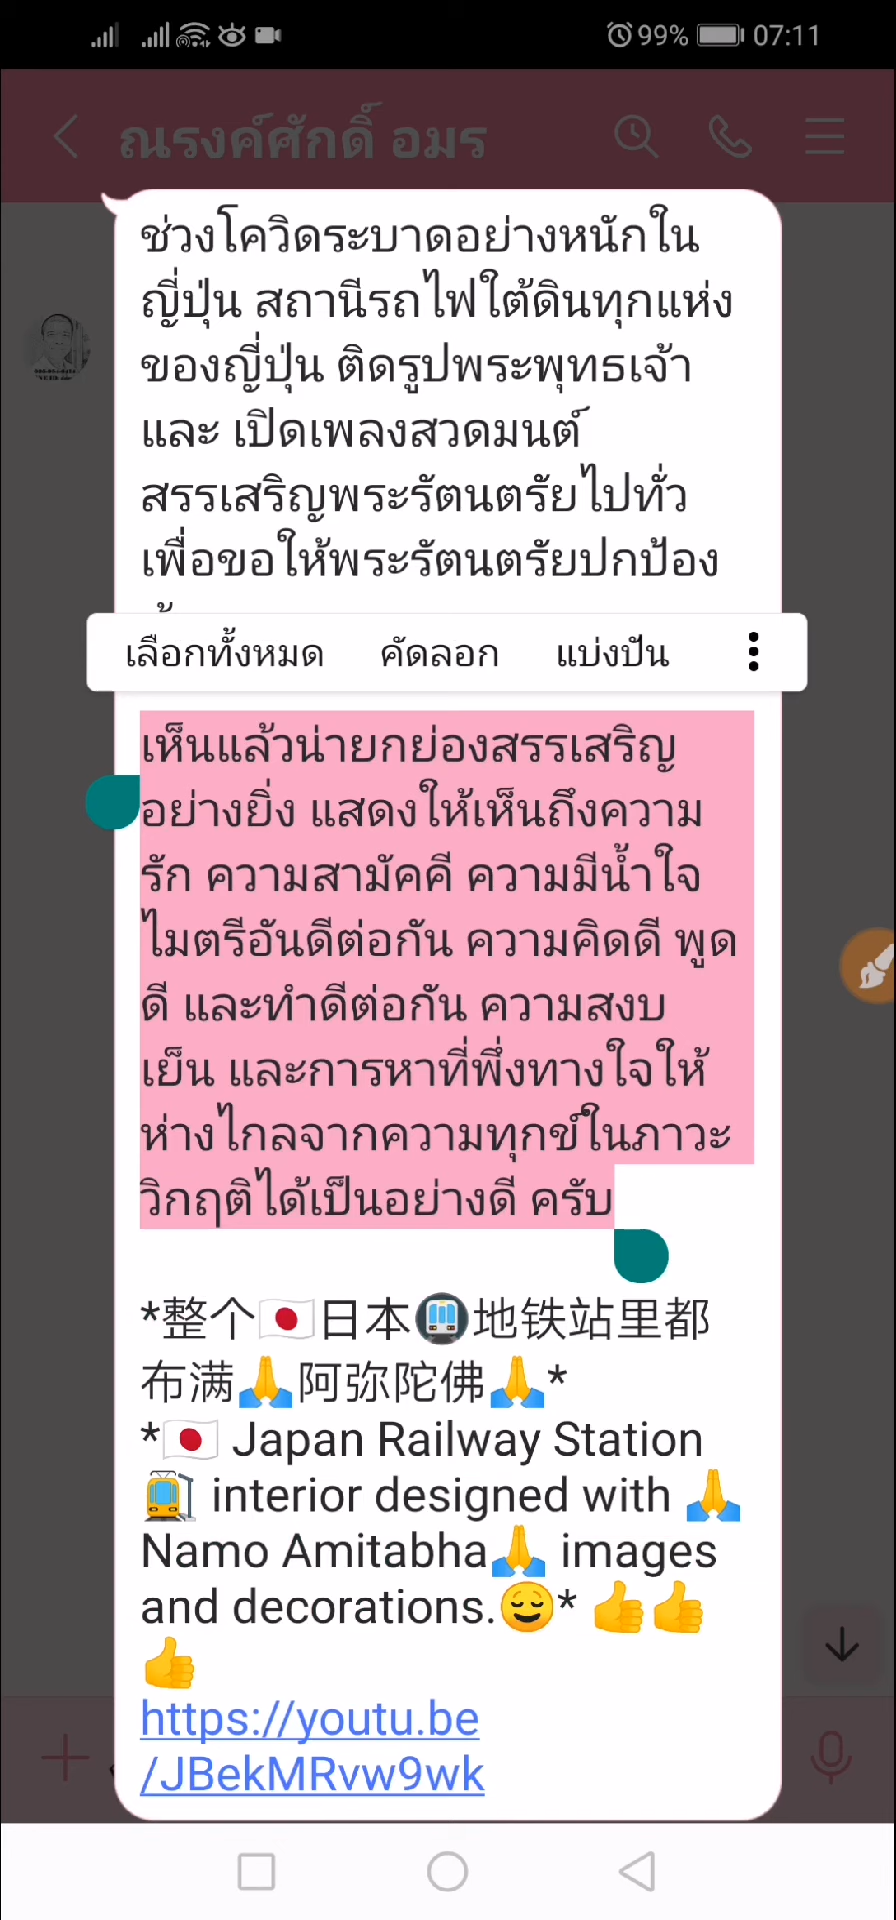 99% 07:11
ณรงค์ศักดิ์ อมร
ช่วงโควิดระบาดอย่างหนักใน
ญี่ปุ่น สถานีรถไฟใต้ดินทุกแห่ง
ของญี่ปุ่น ติดรูปพระพุทธเจ้า
และ เปิดเพลงสวดมนต์
สรรเสริญพระรัตนตรัยไปทั่ว
เพื่อขอให้พระรัตนตรัยปกป้อง
เลือกทั้งหมด คัดลอก แบ่งปัน
เห็นแล้วน่ายกย่องสรรเสริญ
อย่างยิ่ง แสดงให้เห็นถึงความ
รัก ความสามัคคี ความมีน้ำใจ
ไมตรีอันดีต่อกัน ความคิดดี พูด
ดี และทำดีต่อกัน ความสงบ
เย็น และการหาที่พึ่งทางใจให้
ห่างไกลจากความทุกข์ในภาวะ
วิกฤติได้เป็นอย่างดี ครับ
*整个🇯🇵日本🚇地铁站里都
布满🙏阿弥陀佛🙏*
*🇯🇵 Japan Railway Station
🚉 interior designed with 🙏
Namo Amitabha🙏 images
and decorations.😌* 👍👍
👍
https://youtu.be
/JBekMRvw9wk